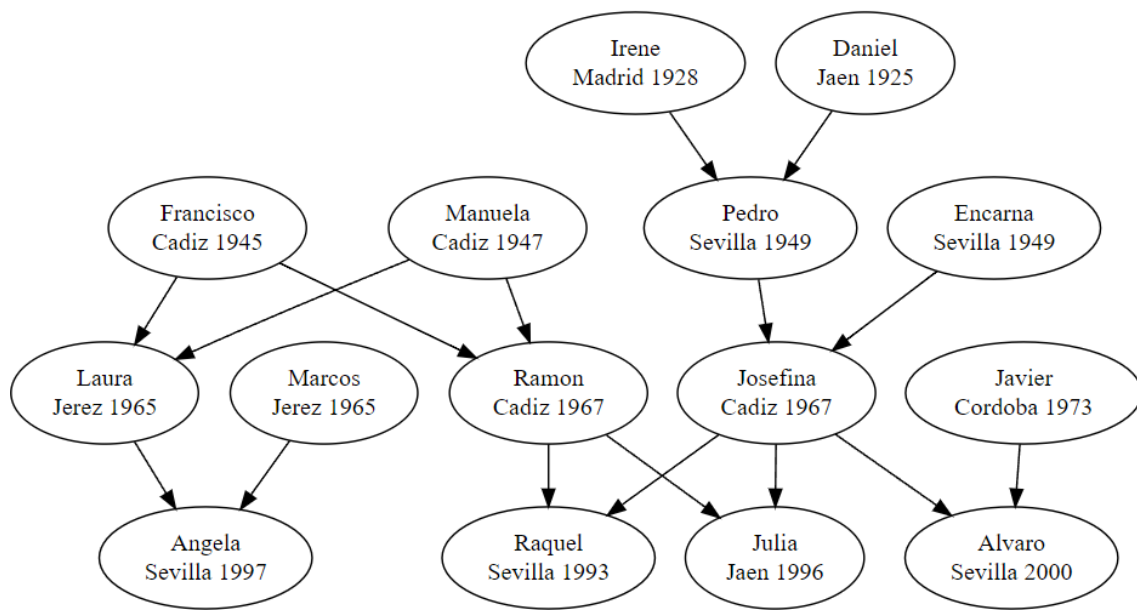 Irene
Madrid 1928
Daniel
Jaen 1925
Francisco
Cadiz 1945
Manuela
Cadiz 1947
Pedro
Sevilla 1949
Encarna
Sevilla 1949
Laura
Jerez 1965
Marcos
Jerez 1965
Ramon
Cadiz 1967
Josefina
Cadiz 1967
Javier
Cordoba 1973
Angela
Sevilla 1997
Raquel
Sevilla 1993
Julia
Jaen 1996
Alvaro
Sevilla 2000